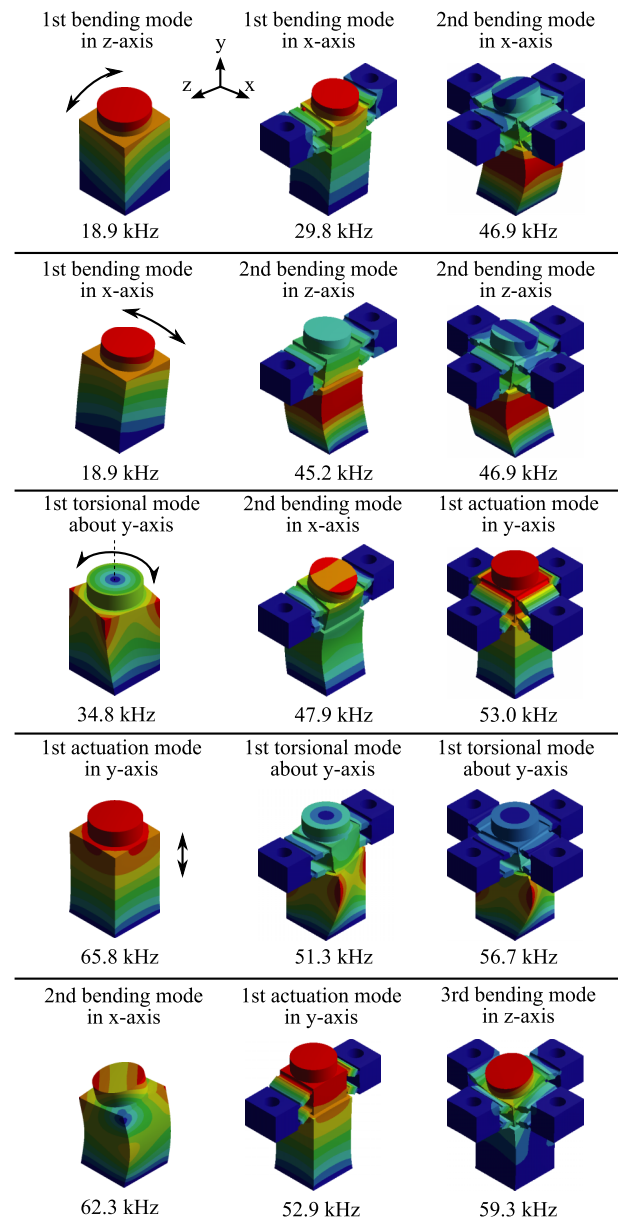 1st bending mode
in z-axis
1st bending mode
in x-axis
2nd bending mode
in x-axis
y
z
x
18.9 kHz
29.8 kHz
46.9 kHz
1st bending mode
in x-axis
2nd bending mode
in z-axis
2nd bending mode
in z-axis
18.9 kHz
45.2 kHz
46.9 kHz
1st torsional mode
about y-axis
2nd bending mode
in x-axis
1st actuation mode
in y-axis
34.8 kHz
47.9 kHz
53.0 kHz
1st actuation mode
in y-axis
1st torsional mode
about y-axis
1st torsional mode
about y-axis
65.8 kHz
51.3 kHz
56.7 kHz
2nd bending mode
in x-axis
1st actuation mode
in y-axis
3rd bending mode
in z-axis
62.3 kHz
52.9 kHz
59.3 kHz